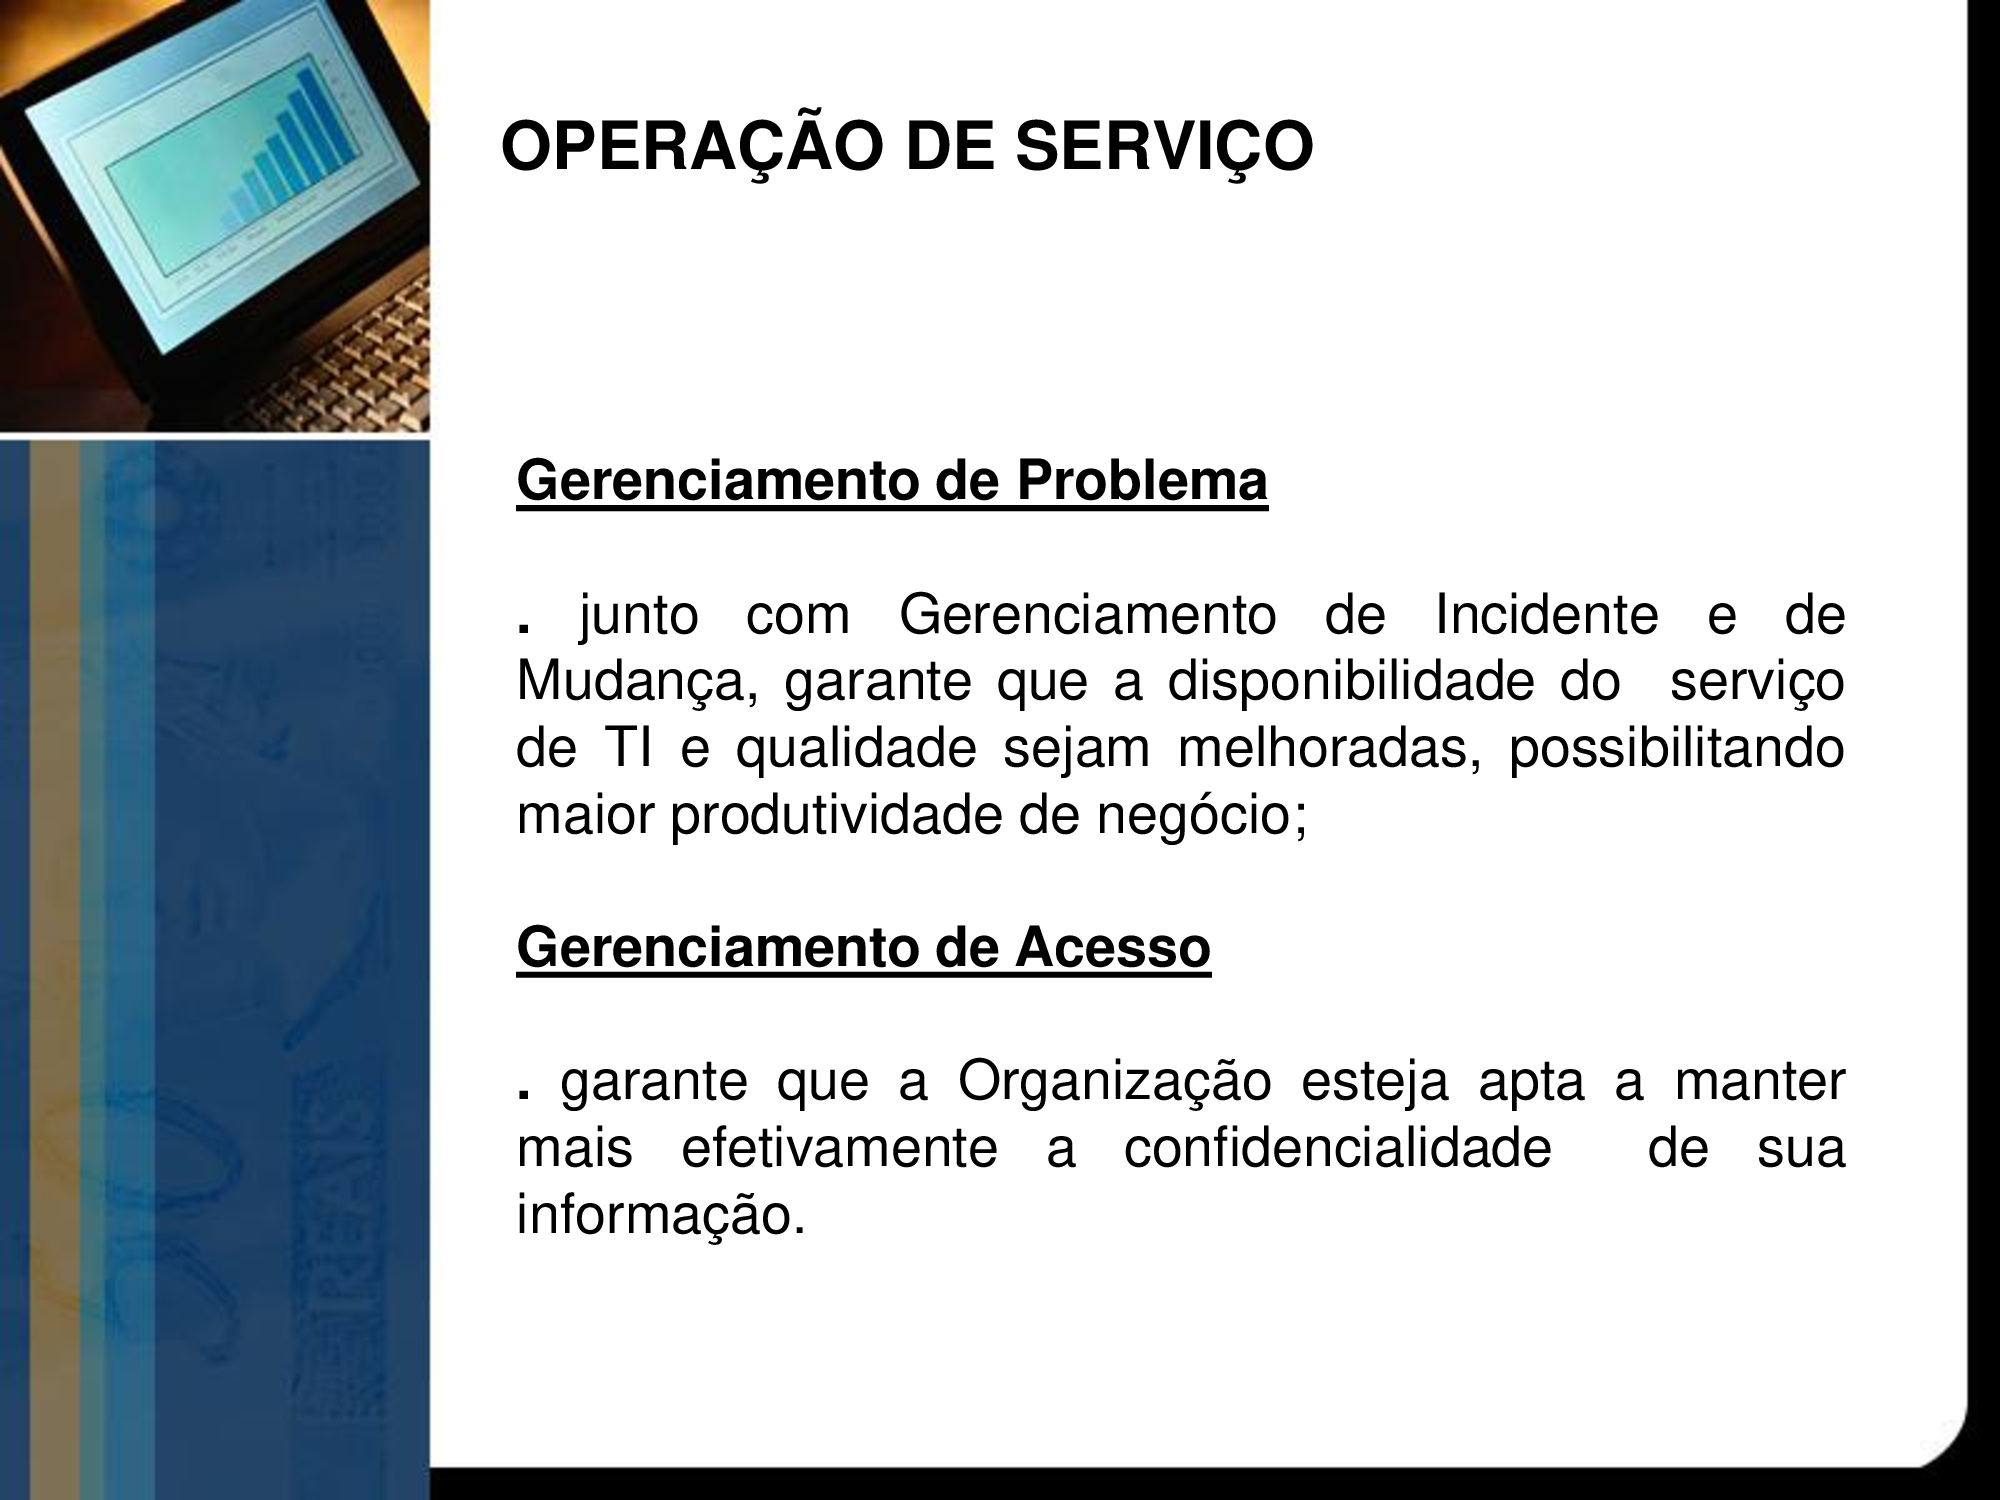 OPERAÇÃO DE SERVIÇO
Gerenciamento de Problema
. junto com Gerenciamento de Incidente e de
Mudança, garante que a disponibilidade do serviço
de TI e qualidade sejam melhoradas, possibilitando
maior produtividade de negócio;
Gerenciamento de Acesso
. garante que a Organização esteja apta a manter
mais efetivamente a confidencialidade de sua
informação.
REAIS